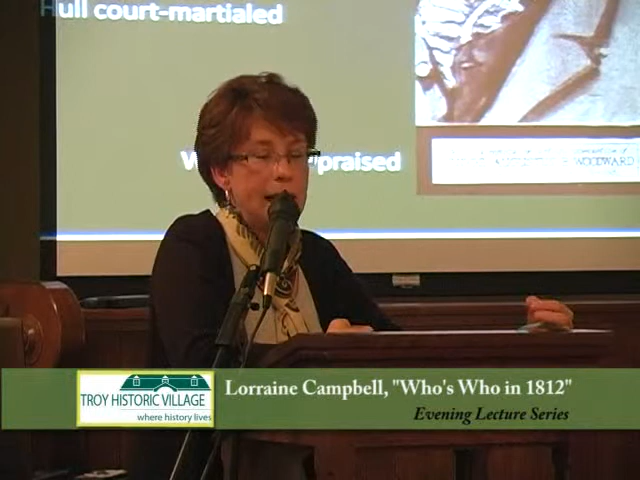 Hull court-martialed
praised
WOODWARD
TROY HISTORIC VILLAGE
where history lives
Lorraine Campbell, "Who's Who in 1812"
Evening Lecture Series